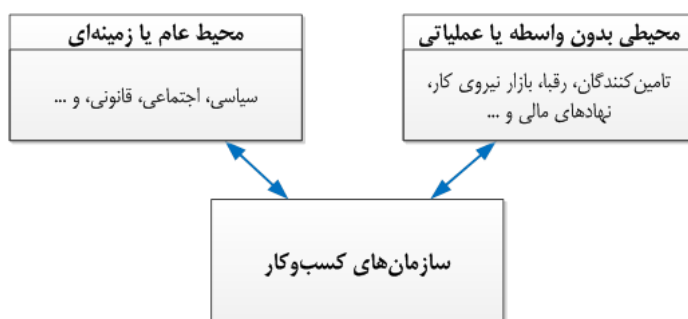 محیطی بدون واسطه یا عملیاتی
تامین‌کنندگان، رقبا، بازار نیروی کار،
نهادهای مالی و ...
محیط عام یا زمینه‌ای
سیاسی، اجتماعی، قانونی، و ...
سازمان‌های کسب‌وکار